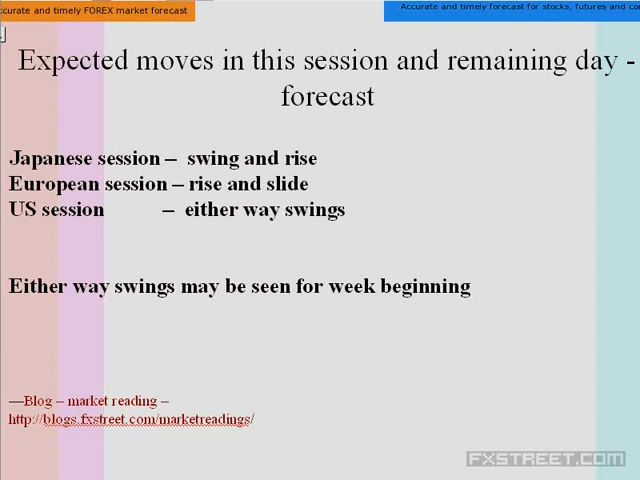 ccurate and timely FOREX market forecast
Accurate and timely forecast for stocks, futures and co
Expected moves in this session and remaining day -
forecast
Japanese session – swing and rise
European session – rise and slide
US session – either way swings
Either way swings may be seen for week beginning
—Blog – market reading –
http://blogs.fxstreet.com/marketreadings/
FXSTREET.COM